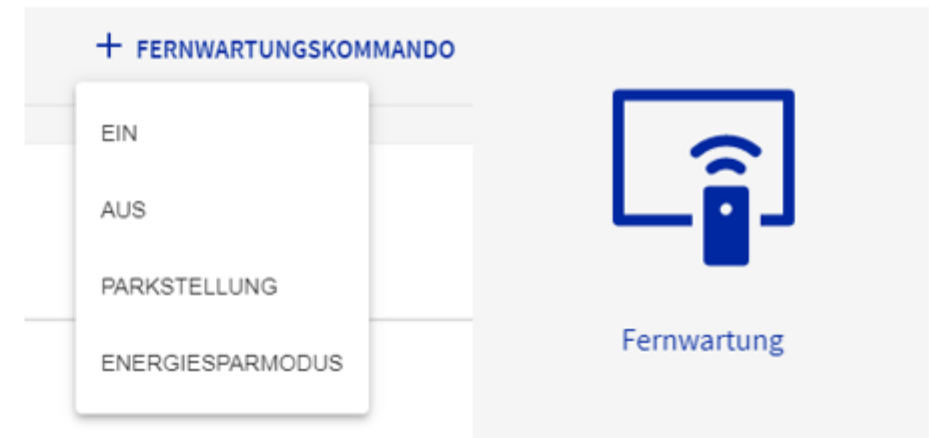 + FERNWARTUNGSKOMMANDO
EIN
AUS
PARKSTELLUNG
ENERGIESPARMODUS
Fernwartung